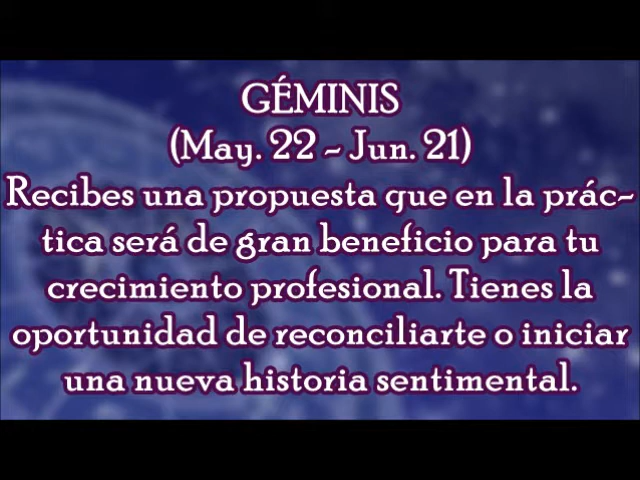 GÉMINIS
(May. 22 - Jun. 21)
Recibes una propuesta que en la prác-
tica será de gran beneficio para tu
crecimiento profesional. Tienes la
oportunidad de reconciliarte o iniciar
una nueva historia sentimental.